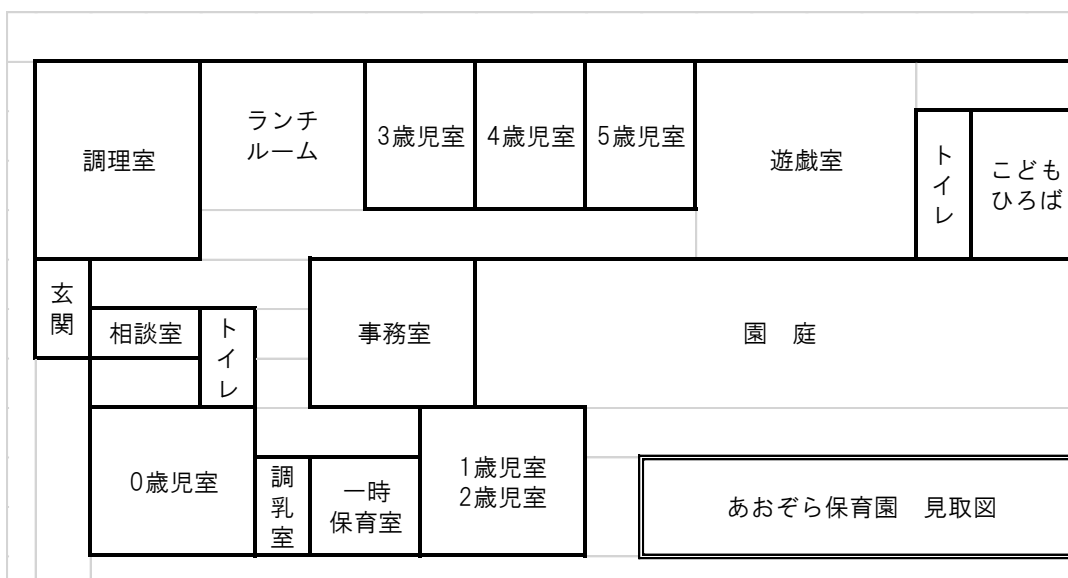 調理室
ランチ
ルーム
3歳児室
4歳児室
5歳児室
遊戯室
トイレ
こども
ひろば
玄関
相談室
トイレ
事務室
園　庭
0歳児室
調乳室
一時
保育室
1歳児室
2歳児室
あおぞら保育園　見取図